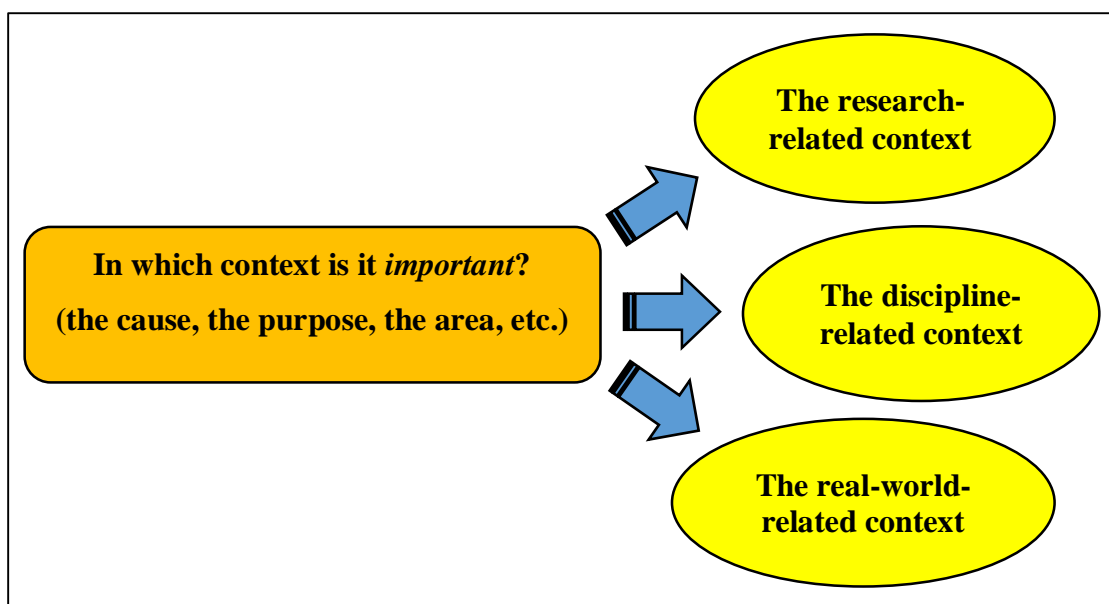 In which context is it important?
(the cause, the purpose, the area, etc.)
The research-
related context
The discipline-
related context
The real-world-
related context